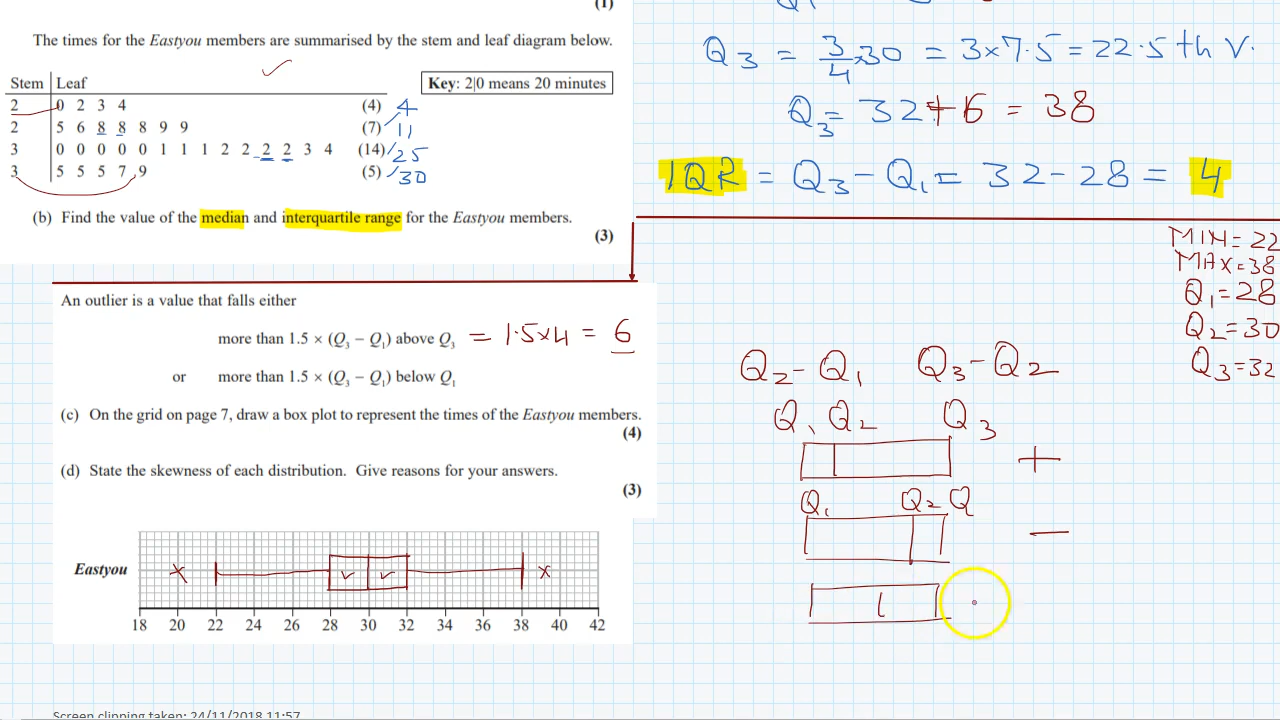 (1)
The times for the Eastyou members are summarised by the stem and leaf diagram below.
Stem Leaf Key: 2|0 means 20 minutes
2 0 2 3 4 (4) 4
2 5 6 8 8 8 9 9 (7) 11
3 0 0 0 0 0 1 1 1 2 2 2 2 3 4 (14) 25
3 5 5 5 7 9 (5) 30
(b) Find the value of the median and interquartile range for the Eastyou members.
(3)
An outlier is a value that falls either
more than 1.5 × (Q3 − Q1) above Q3 = 1.5×4 = 6
or more than 1.5 × (Q3 − Q1) below Q1
(c) On the grid on page 7, draw a box plot to represent the times of the Eastyou members.
(4)
(d) State the skewness of each distribution. Give reasons for your answers.
(3)
Eastyou
18 20 22 24 26 28 30 32 34 36 38 40 42
Screen clipping taken: 24/11/2018 11:57
Q3 = 3/4 ×30 = 3×7.5 = 22.5 th V.
Q3 = 32+6 = 38
IQR = Q3 − Q1 = 32 − 28 = 4
MIN = 22
MAX = 38
Q1 = 28
Q2 = 30
Q3 = 32
Q2 − Q1 Q3 − Q2
Q1 Q2 Q3
+
Q1 Q2 Q
−